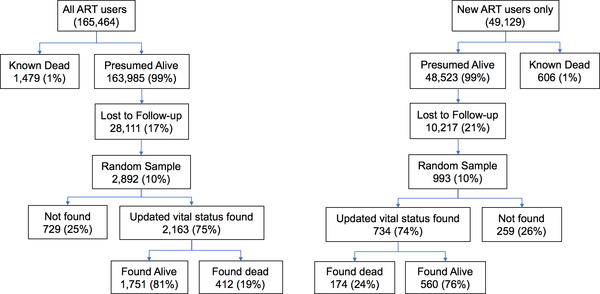 All ART users
(165,464)
Known Dead
1,479 (1%)
Presumed Alive
163,985 (99%)
Lost to Follow-up
28,111 (17%)
Random Sample
2,892 (10%)
Not found
729 (25%)
Updated vital status found
2,163 (75%)
Found Alive
1,751 (81%)
Found dead
412 (19%)
New ART users only
(49,129)
Presumed Alive
48,523 (99%)
Known Dead
606 (1%)
Lost to Follow-up
10,217 (21%)
Random Sample
993 (10%)
Updated vital status found
734 (74%)
Not found
259 (26%)
Found dead
174 (24%)
Found Alive
560 (76%)